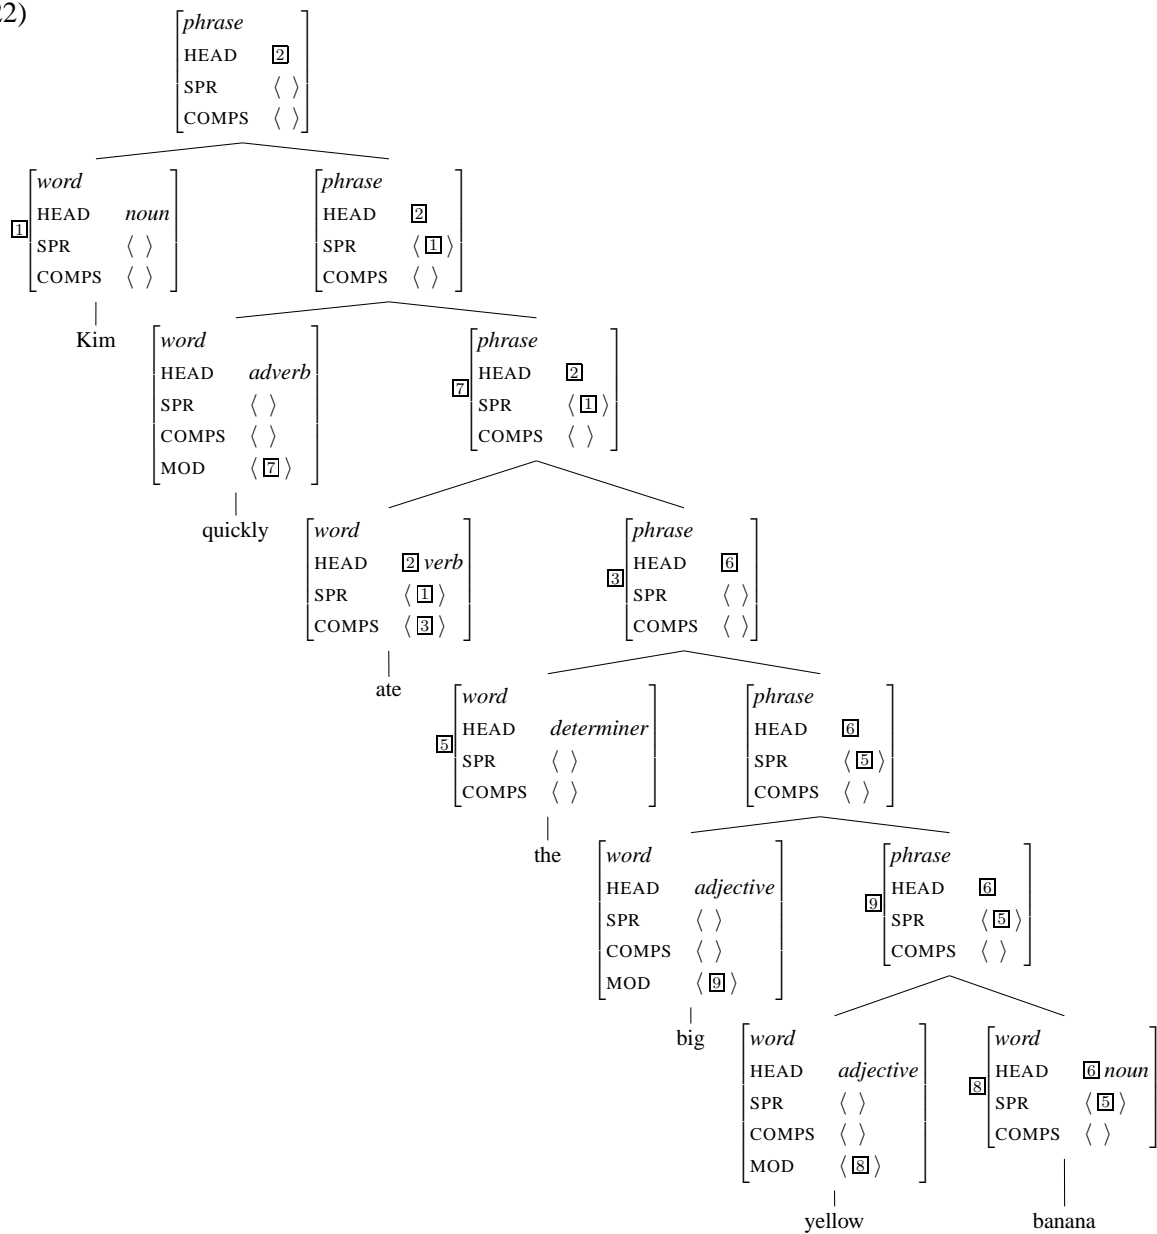 22)
phrase
HEAD 2
SPR ⟨ ⟩
COMPS ⟨ ⟩
1
word
HEAD noun
SPR ⟨ ⟩
COMPS ⟨ ⟩
phrase
HEAD 2
SPR ⟨ 1 ⟩
COMPS ⟨ ⟩
Kim
word
HEAD adverb
SPR ⟨ ⟩
COMPS ⟨ ⟩
MOD ⟨ 7 ⟩
7
phrase
HEAD 2
SPR ⟨ 1 ⟩
COMPS ⟨ ⟩
quickly
word
HEAD 2 verb
SPR ⟨ 1 ⟩
COMPS ⟨ 3 ⟩
3
phrase
HEAD 6
SPR ⟨ ⟩
COMPS ⟨ ⟩
ate
5
word
HEAD determiner
SPR ⟨ ⟩
COMPS ⟨ ⟩
phrase
HEAD 6
SPR ⟨ 5 ⟩
COMPS ⟨ ⟩
the
word
HEAD adjective
SPR ⟨ ⟩
COMPS ⟨ ⟩
MOD ⟨ 9 ⟩
9
phrase
HEAD 6
SPR ⟨ 5 ⟩
COMPS ⟨ ⟩
big
word
HEAD adjective
SPR ⟨ ⟩
COMPS ⟨ ⟩
MOD ⟨ 8 ⟩
8
word
HEAD 6 noun
SPR ⟨ 5 ⟩
COMPS ⟨ ⟩
yellow banana